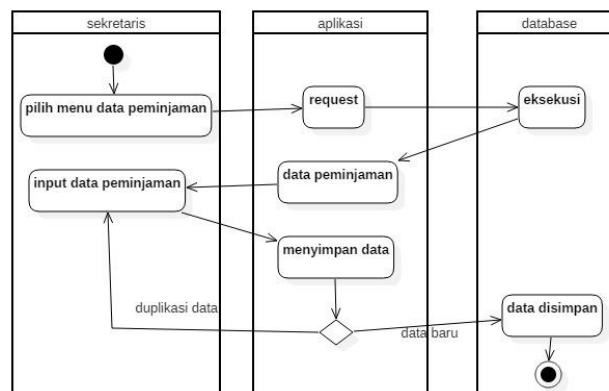 sekretaris
aplikasi
database
pilih menu data peminjaman
request
eksekusi
input data peminjaman
data peminjaman
menyimpan data
duplikasi data
data baru
data disimpan